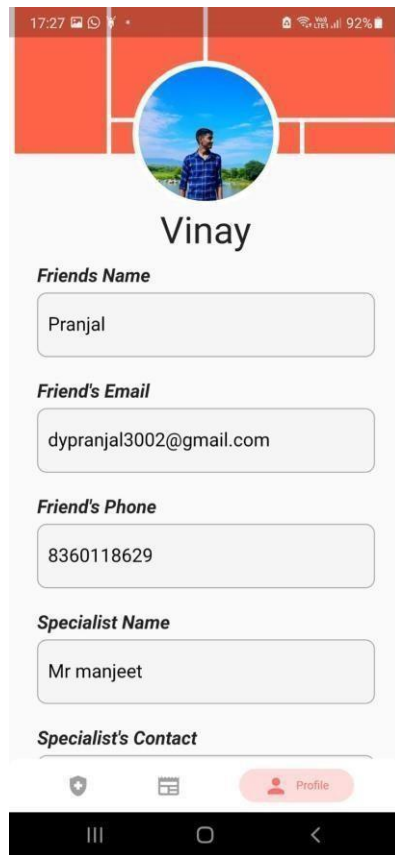 17:27 92%
Vinay
Friends Name
Pranjal
Friend's Email
dypranjal3002@gmail.com
Friend's Phone
8360118629
Specialist Name
Mr manjeet
Specialist's Contact
Profile